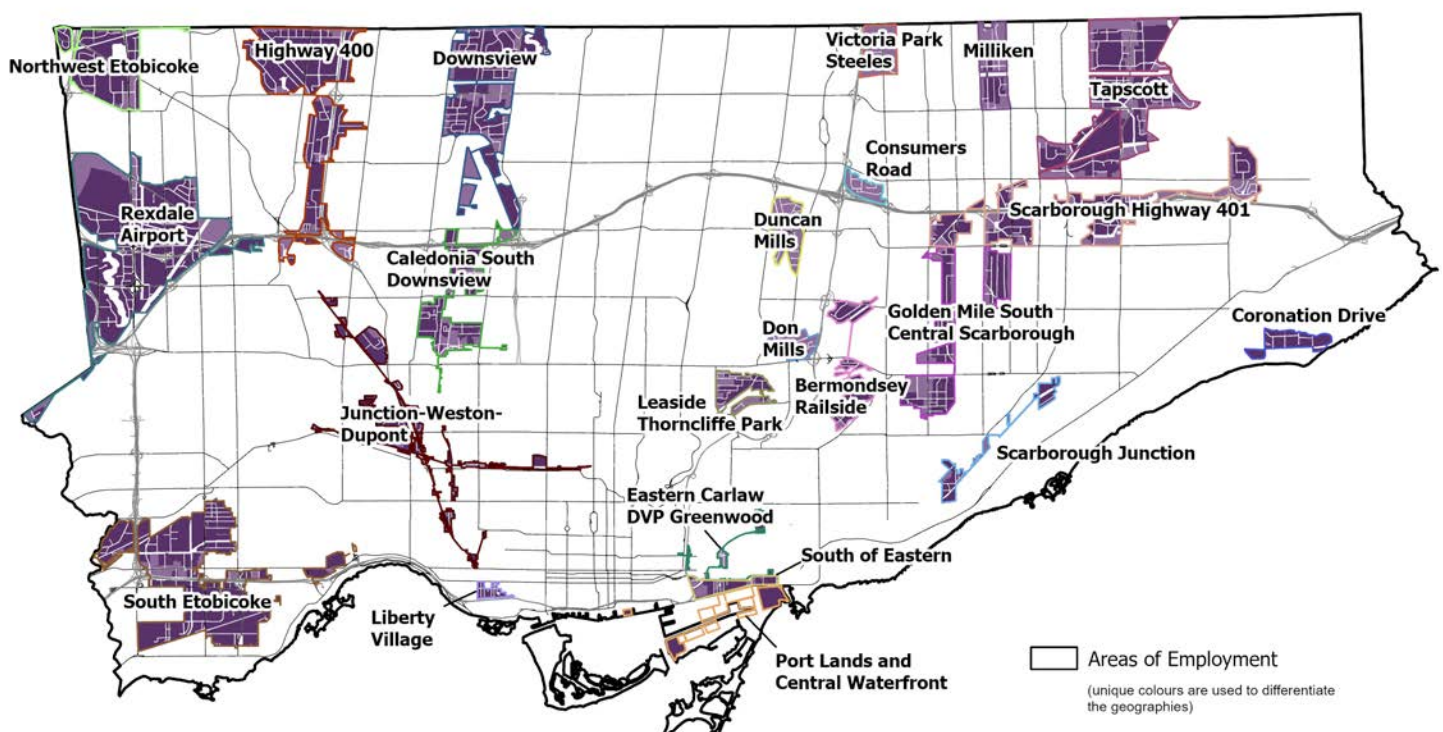 Northwest Etobicoke
Highway 400
Downsview
Victoria Park
Steeles
Milliken
Tapscott
Consumers
Road
Rexdale
Airport
Duncan
Mills
Scarborough Highway 401
Caledonia South
Downsview
Golden Mile South
Central Scarborough
Coronation Drive
Don
Mills
Bermondsey
Railside
Leaside
Thorncliffe Park
Junction-Weston-
Dupont
Scarborough Junction
Eastern Carlaw
DVP Greenwood
South of Eastern
South Etobicoke
Liberty
Village
Port Lands and
Central Waterfront
Areas of Employment
(unique colours are used to differentiate
the geographies)